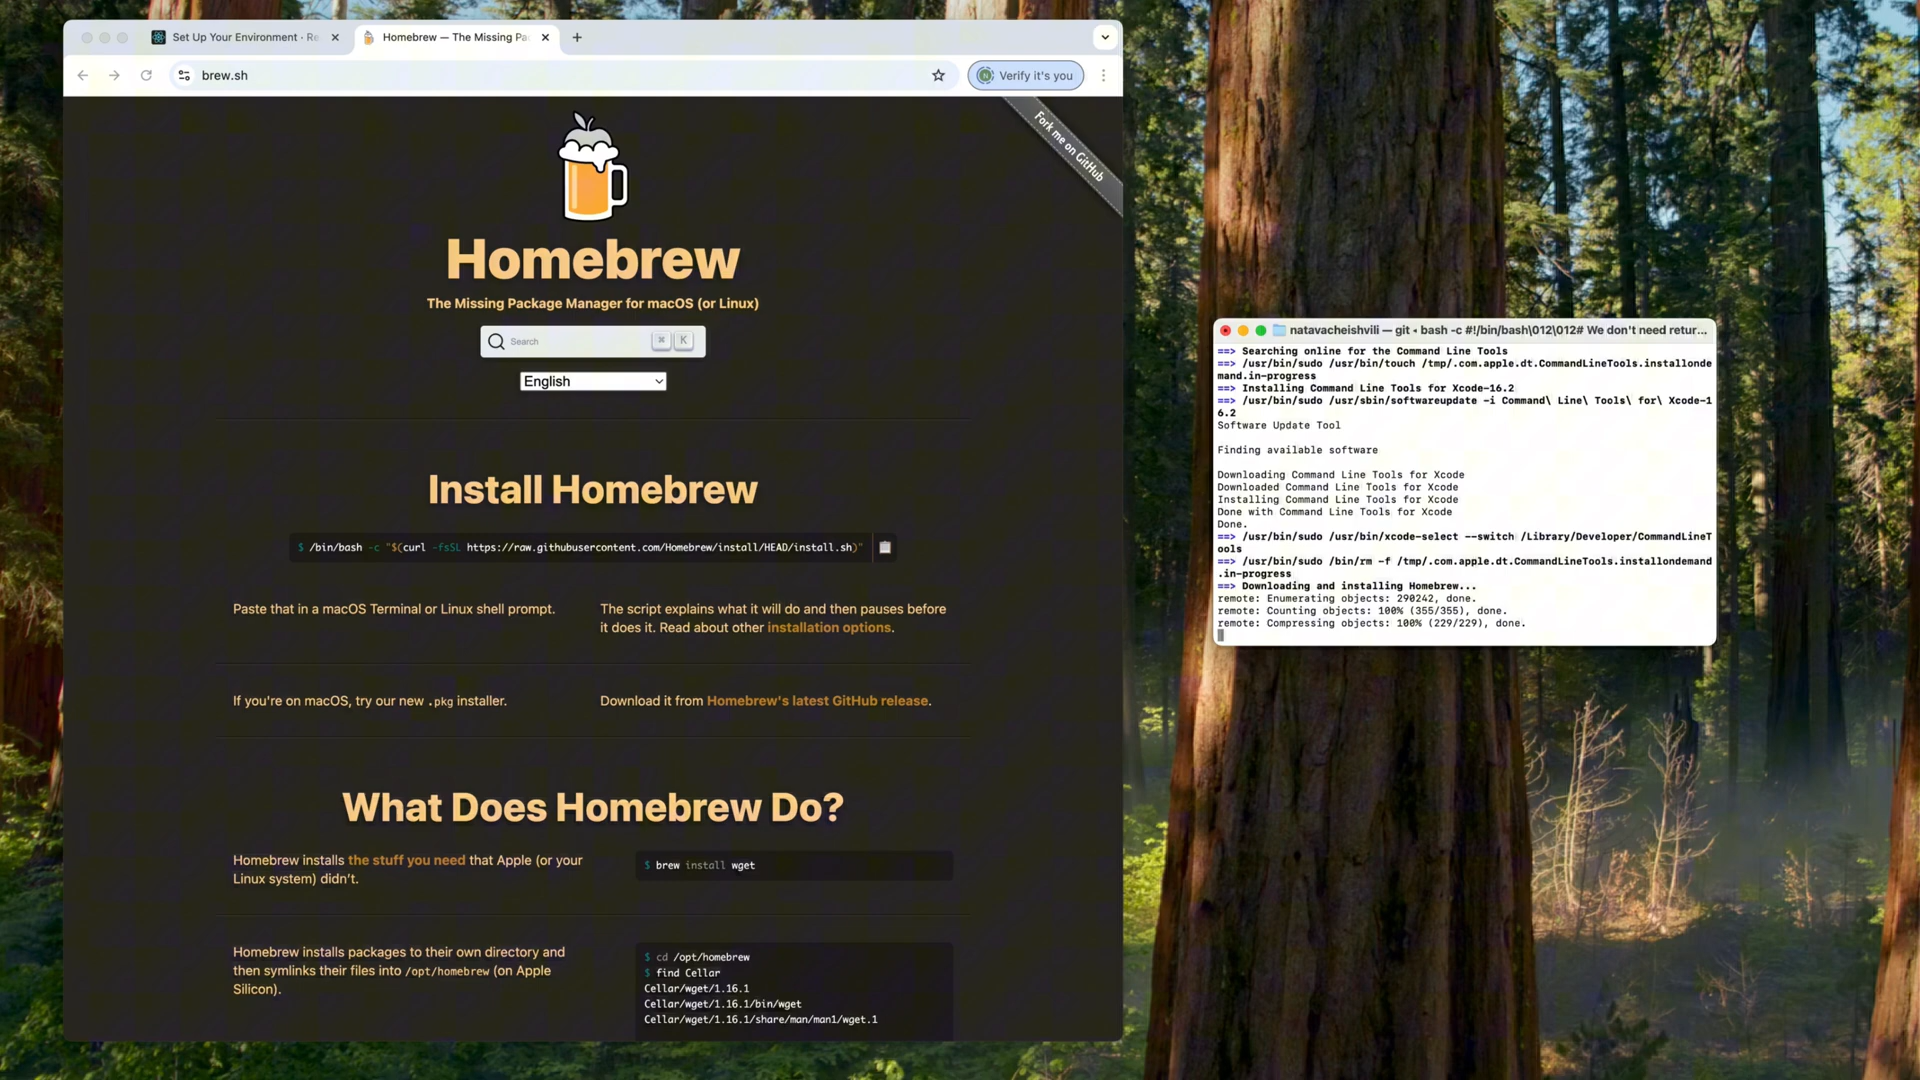 Set Up Your Environment · Re
Homebrew — The Missing Pa
brew.sh
Verify it's you
Fork me on GitHub
Homebrew
The Missing Package Manager for macOS (or Linux)
Search ⌘ K
English
Install Homebrew
$ /bin/bash -c "$(curl -fsSL https://raw.githubusercontent.com/Homebrew/install/HEAD/install.sh)"
Paste that in a macOS Terminal or Linux shell prompt.
The script explains what it will do and then pauses before
it does it. Read about other installation options.
If you're on macOS, try our new .pkg installer.
Download it from Homebrew's latest GitHub release.
What Does Homebrew Do?
Homebrew installs the stuff you need that Apple (or your
Linux system) didn't.
$ brew install wget
Homebrew installs packages to their own directory and
then symlinks their files into /opt/homebrew (on Apple
Silicon).
$ cd /opt/homebrew
$ find Cellar
Cellar/wget/1.16.1
Cellar/wget/1.16.1/bin/wget
Cellar/wget/1.16.1/share/man/man1/wget.1
natavacheishvili — git ◂ bash -c #!/bin/bash\012\012# We don't need retur...
==> Searching online for the Command Line Tools
==> /usr/bin/sudo /usr/bin/touch /tmp/.com.apple.dt.CommandLineTools.installonde
mand.in-progress
==> Installing Command Line Tools for Xcode-16.2
==> /usr/bin/sudo /usr/sbin/softwareupdate -i Command\ Line\ Tools\ for\ Xcode-1
6.2
Software Update Tool
Finding available software
Downloading Command Line Tools for Xcode
Downloaded Command Line Tools for Xcode
Installing Command Line Tools for Xcode
Done with Command Line Tools for Xcode
Done.
==> /usr/bin/sudo /usr/bin/xcode-select --switch /Library/Developer/CommandLineT
ools
==> /usr/bin/sudo /bin/rm -f /tmp/.com.apple.dt.CommandLineTools.installondemand
.in-progress
==> Downloading and installing Homebrew...
remote: Enumerating objects: 290242, done.
remote: Counting objects: 100% (355/355), done.
remote: Compressing objects: 100% (229/229), done.